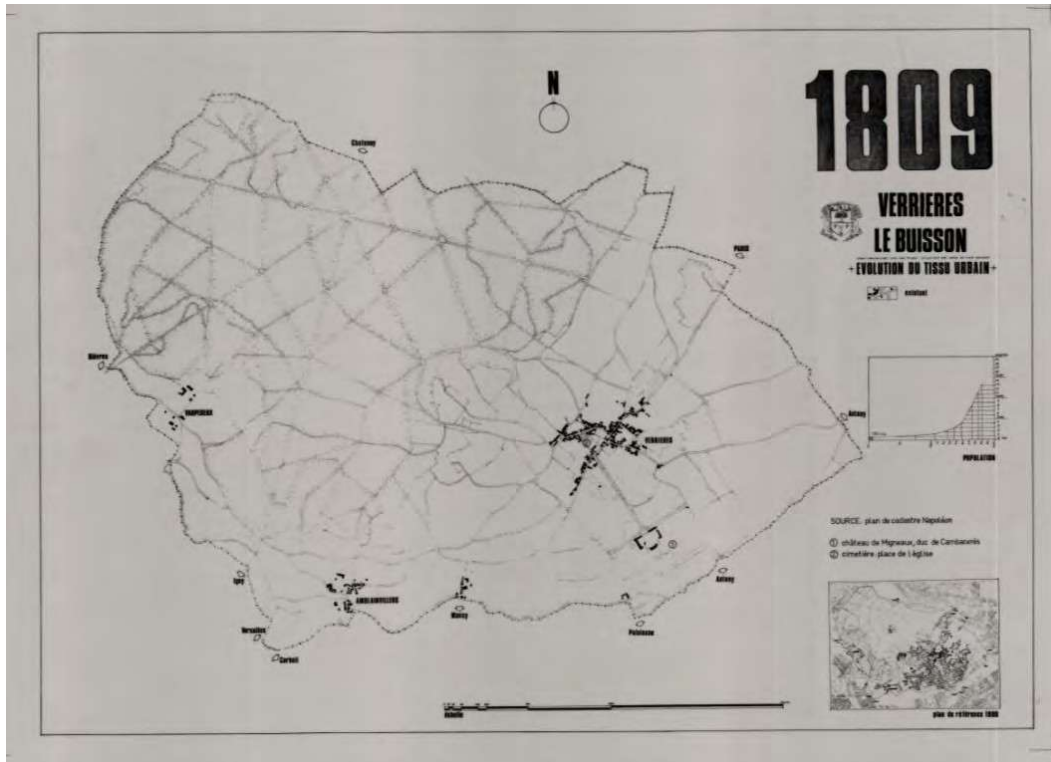 N
1809
VERRIERES
LE BUISSON
EVOLUTION DU TISSU URBAIN
existant
Chatenay
PARIS
Bièvres
VAUPEREUX
VERRIERES
Antony
POPULATION
SOURCE. plan de cadastre Napoléon
① château de Migneaux, duc de Cambacérès
② cimetière place de l'église
Igny
AMBLAINVILLIERS
Massy
Antony
Versailles
Palaiseau
Corbeil
échelle
plan de référence